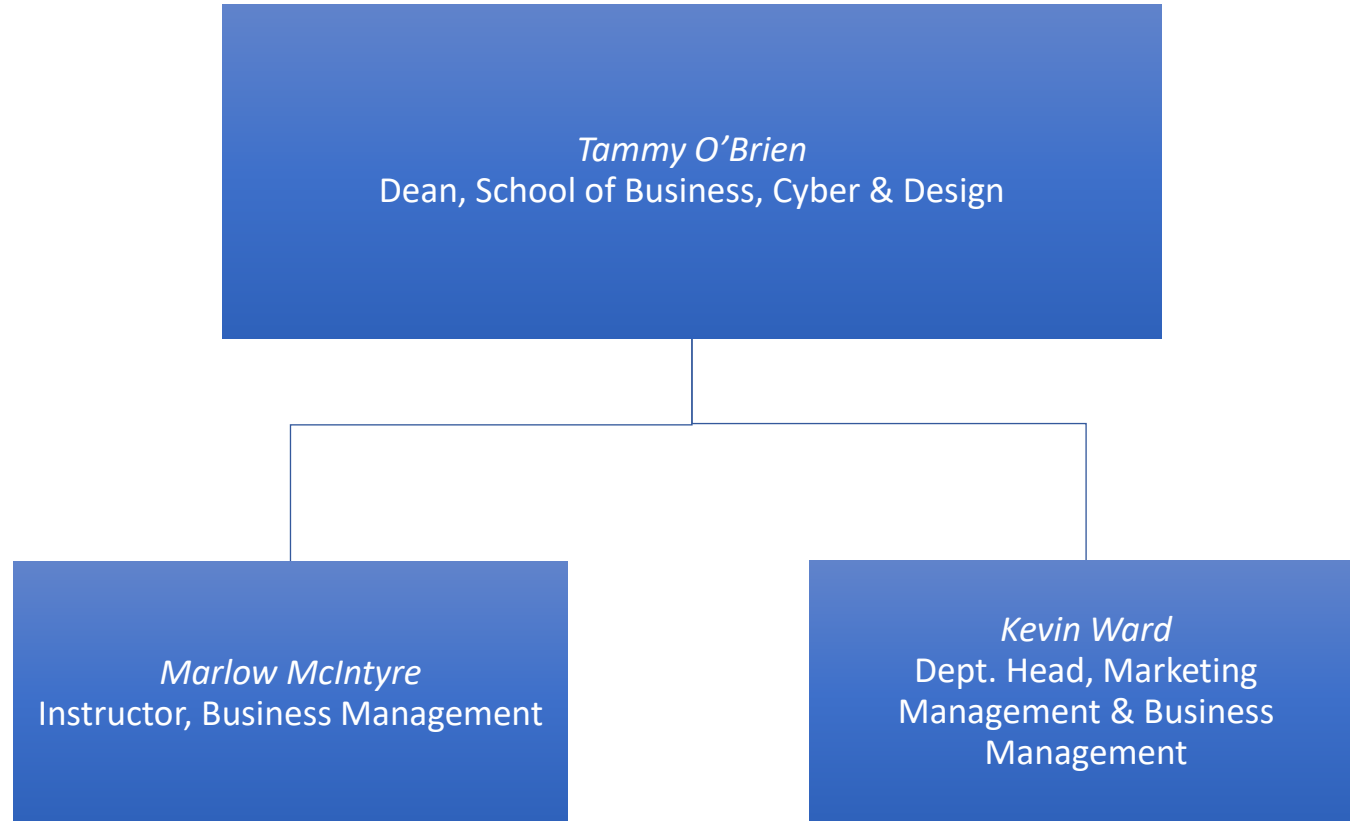 Tammy O’Brien
Dean, School of Business, Cyber & Design
Marlow McIntyre
Instructor, Business Management
Kevin Ward
Dept. Head, Marketing
Management & Business
Management